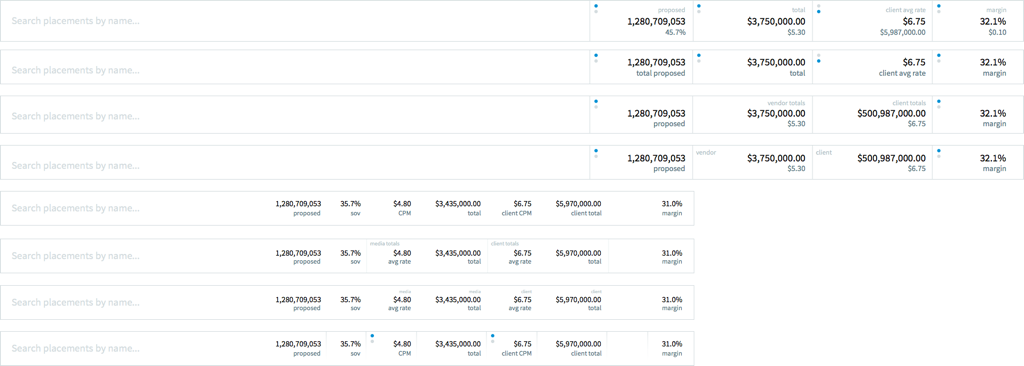 proposed total client avg rate margin
Search placements by name... 1,280,709,053 $3,750,000.00 $6.75 32.1%
45.7% $5.30 $5,987,000.00 $0.10
Search placements by name... 1,280,709,053 $3,750,000.00 $6.75 32.1%
total proposed total client avg rate margin
vendor totals client totals
Search placements by name... 1,280,709,053 $3,750,000.00 $500,987,000.00 32.1%
proposed $5.30 $6.75 margin
vendor client
Search placements by name... 1,280,709,053 $3,750,000.00 $500,987,000.00 32.1%
proposed $5.30 $6.75 margin
Search placements by name... 1,280,709,053 35.7% $4.80 $3,435,000.00 $6.75 $5,970,000.00 31.0%
proposed sov CPM total client CPM client total margin
media totals client totals
Search placements by name... 1,280,709,053 35.7% $4.80 $3,435,000.00 $6.75 $5,970,000.00 31.0%
proposed sov avg rate total avg rate total margin
media media client client
Search placements by name... 1,280,709,053 35.7% $4.80 $3,435,000.00 $6.75 $5,970,000.00 31.0%
proposed sov avg rate total avg rate total margin
Search placements by name... 1,280,709,053 35.7% $4.80 $3,435,000.00 $6.75 $5,970,000.00 31.0%
proposed sov CPM total client CPM client total margin